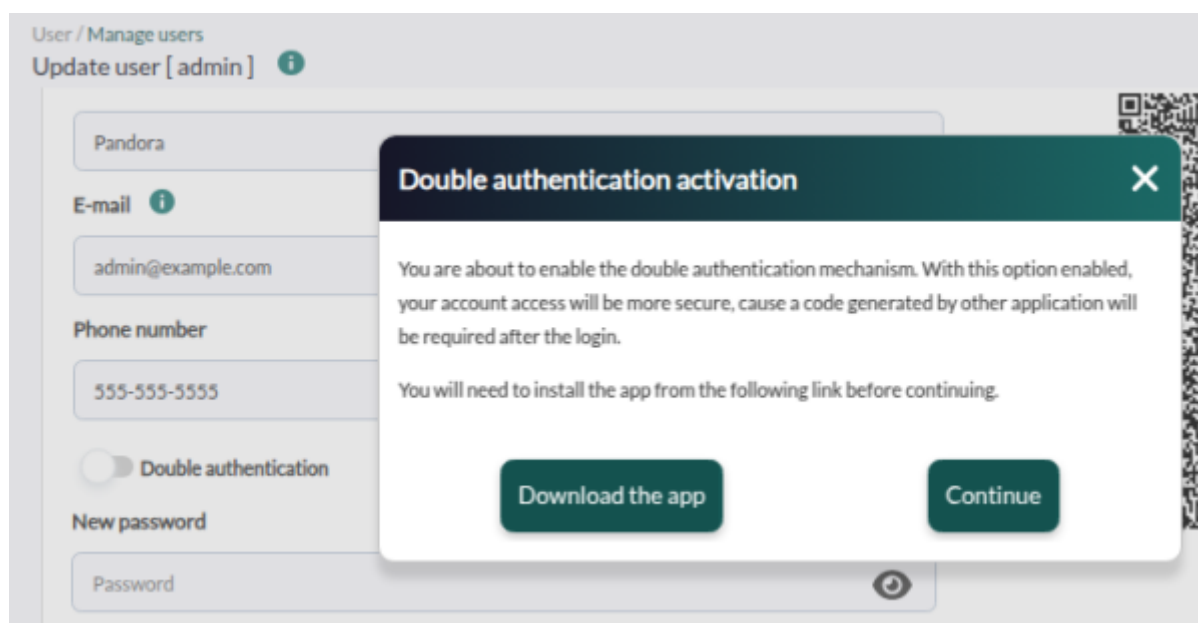 User / Manage users
Update user [ admin ]
Pandora
E-mail
admin@example.com
Phone number
555-555-5555
Double authentication
New password
Password
Double authentication activation
You are about to enable the double authentication mechanism. With this option enabled,
your account access will be more secure, cause a code generated by other application will
be required after the login.
You will need to install the app from the following link before continuing.
Download the app
Continue